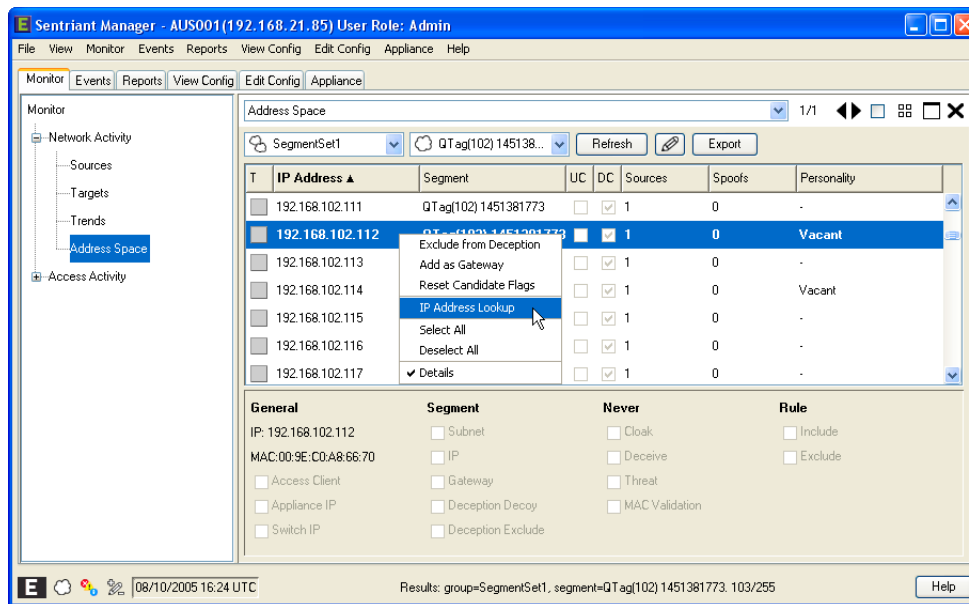 E Sentriant Manager - AUS001(192.168.21.85) User Role: Admin
File View Monitor Events Reports View Config Edit Config Appliance Help
Monitor Events Reports View Config Edit Config Appliance
Monitor
Network Activity
Sources
Targets
Trends
Address Space
Access Activity
Address Space 1/1
SegmentSet1 QTag(102) 145138... Refresh Export
T IP Address Segment UC DC Sources Spoofs Personality
192.168.102.111 QTag(102) 1451381773 1 0 -
192.168.102.112 QTag(102) 1451381773 1 0 Vacant
192.168.102.113 1 0 -
192.168.102.114 1 0 Vacant
192.168.102.115 1 0 -
192.168.102.116 1 0 -
192.168.102.117 1 0 -
Exclude from Deception
Add as Gateway
Reset Candidate Flags
IP Address Lookup
Select All
Deselect All
Details
General Segment Never Rule
IP: 192.168.102.112 Subnet Cloak Include
MAC:00:9E:C0:A8:66:70 IP Deceive Exclude
Access Client Gateway Threat
Appliance IP Deception Decoy MAC Validation
Switch IP Deception Exclude
E 08/10/2005 16:24 UTC Results: group=SegmentSet1, segment=QTag(102) 1451381773. 103/255 Help